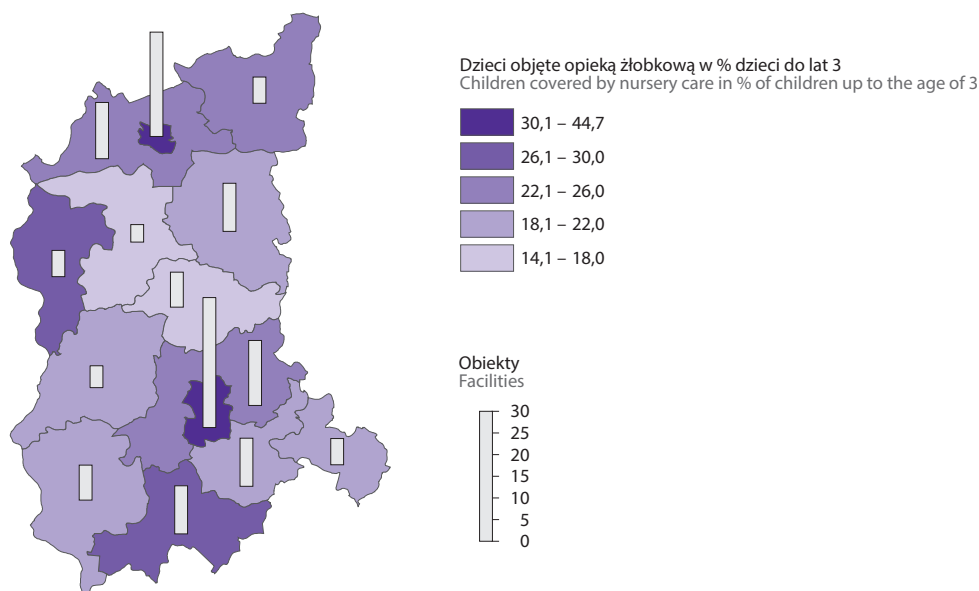 Dzieci objęte opieką żłobkową w % dzieci do lat 3
Children covered by nursery care in % of children up to the age of 3
30,1 – 44,7
26,1 – 30,0
22,1 – 26,0
18,1 – 22,0
14,1 – 18,0
Obiekty
Facilities
30
25
20
15
10
5
0